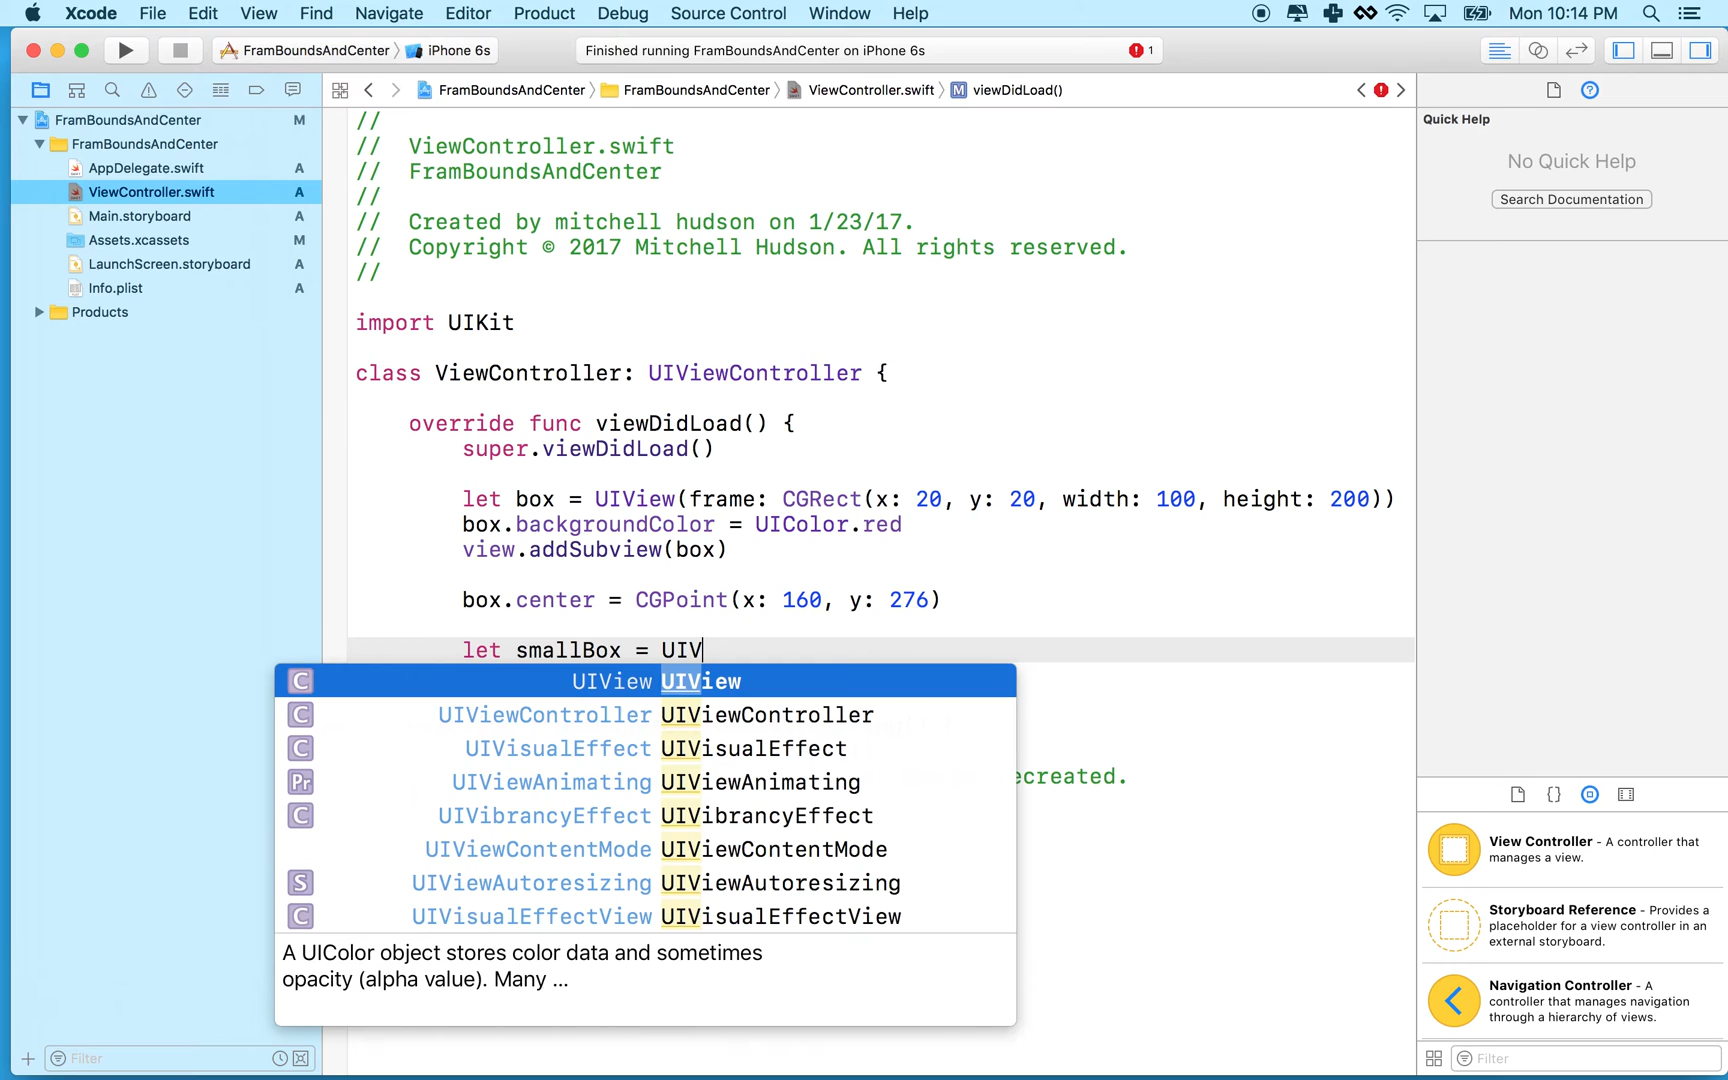 Xcode File Edit View Find Navigate Editor Product Debug Source Control Window Help Mon 10:14 PM
FramBoundsAndCenter iPhone 6s Finished running FramBoundsAndCenter on iPhone 6s 1
FramBoundsAndCenter FramBoundsAndCenter ViewController.swift M viewDidLoad()
FramBoundsAndCenter M
FramBoundsAndCenter
AppDelegate.swift A
ViewController.swift A
Main.storyboard A
Assets.xcassets M
LaunchScreen.storyboard A
Info.plist A
Products
Filter
//
// ViewController.swift
// FramBoundsAndCenter
//
// Created by mitchell hudson on 1/23/17.
// Copyright © 2017 Mitchell Hudson. All rights reserved.
//
import UIKit
class ViewController: UIViewController {
override func viewDidLoad() {
super.viewDidLoad()
let box = UIView(frame: CGRect(x: 20, y: 20, width: 100, height: 200))
box.backgroundColor = UIColor.red
view.addSubview(box)
box.center = CGPoint(x: 160, y: 276)
let smallBox = UIV
C UIView UIView
C UIViewController UIViewController
C UIVisualEffect UIVisualEffect
Pr UIViewAnimating UIViewAnimating
C UIVibrancyEffect UIVibrancyEffect
UIViewContentMode UIViewContentMode
S UIViewAutoresizing UIViewAutoresizing
C UIVisualEffectView UIVisualEffectView
A UIColor object stores color data and sometimes
opacity (alpha value). Many ...
ecreated.
Quick Help
No Quick Help
Search Documentation
View Controller - A controller that
manages a view.
Storyboard Reference - Provides a
placeholder for a view controller in an
external storyboard.
Navigation Controller - A
controller that manages navigation
through a hierarchy of views.
Filter